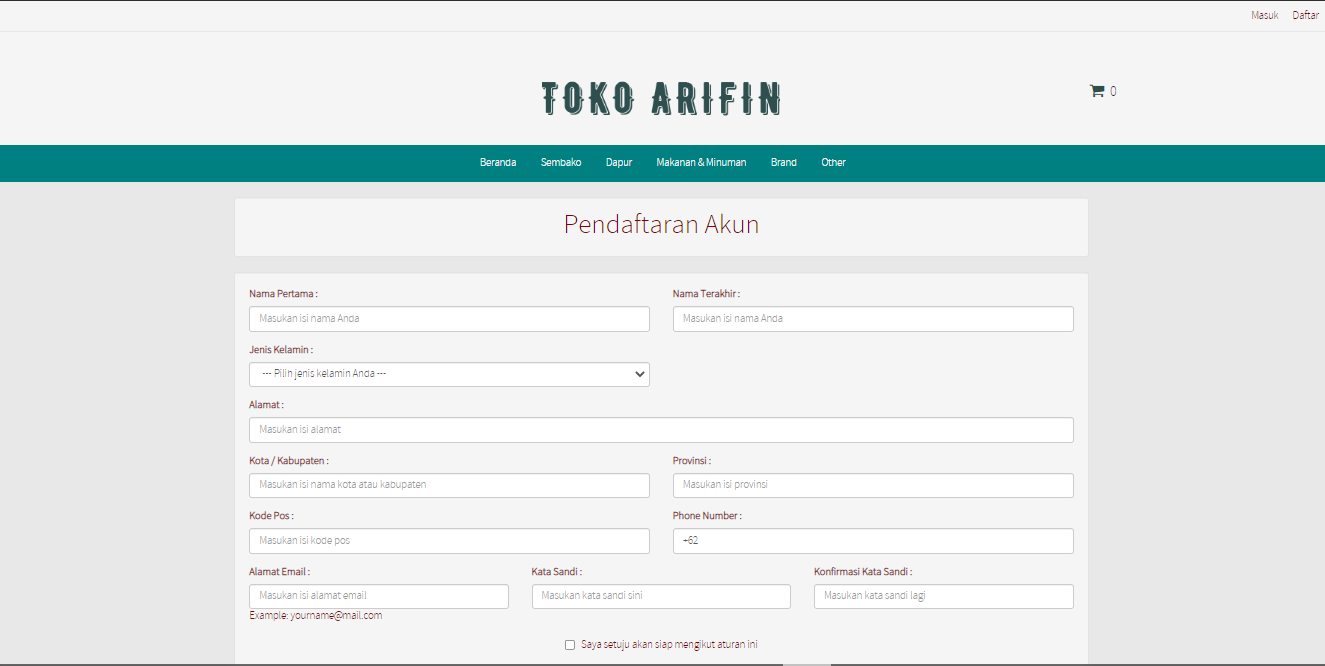 Masuk Daftar
TOKO ARIFIN
0
Beranda Sembako Dapur Makanan & Minuman Brand Other
Pendaftaran Akun
Nama Pertama : Nama Terakhir :
Masukan isi nama Anda Masukan isi nama Anda
Jenis Kelamin :
--- Pilih jenis kelamin Anda ---
Alamat :
Masukan isi alamat
Kota / Kabupaten : Provinsi :
Masukan isi nama kota atau kabupaten Masukan isi provinsi
Kode Pos : Phone Number :
Masukan isi kode pos +62
Alamat Email : Kata Sandi : Konfirmasi Kata Sandi :
Masukan isi alamat email Masukan kata sandi sini Masukan kata sandi lagi
Example: yourname@mail.com
Saya setuju akan siap mengikut aturan ini